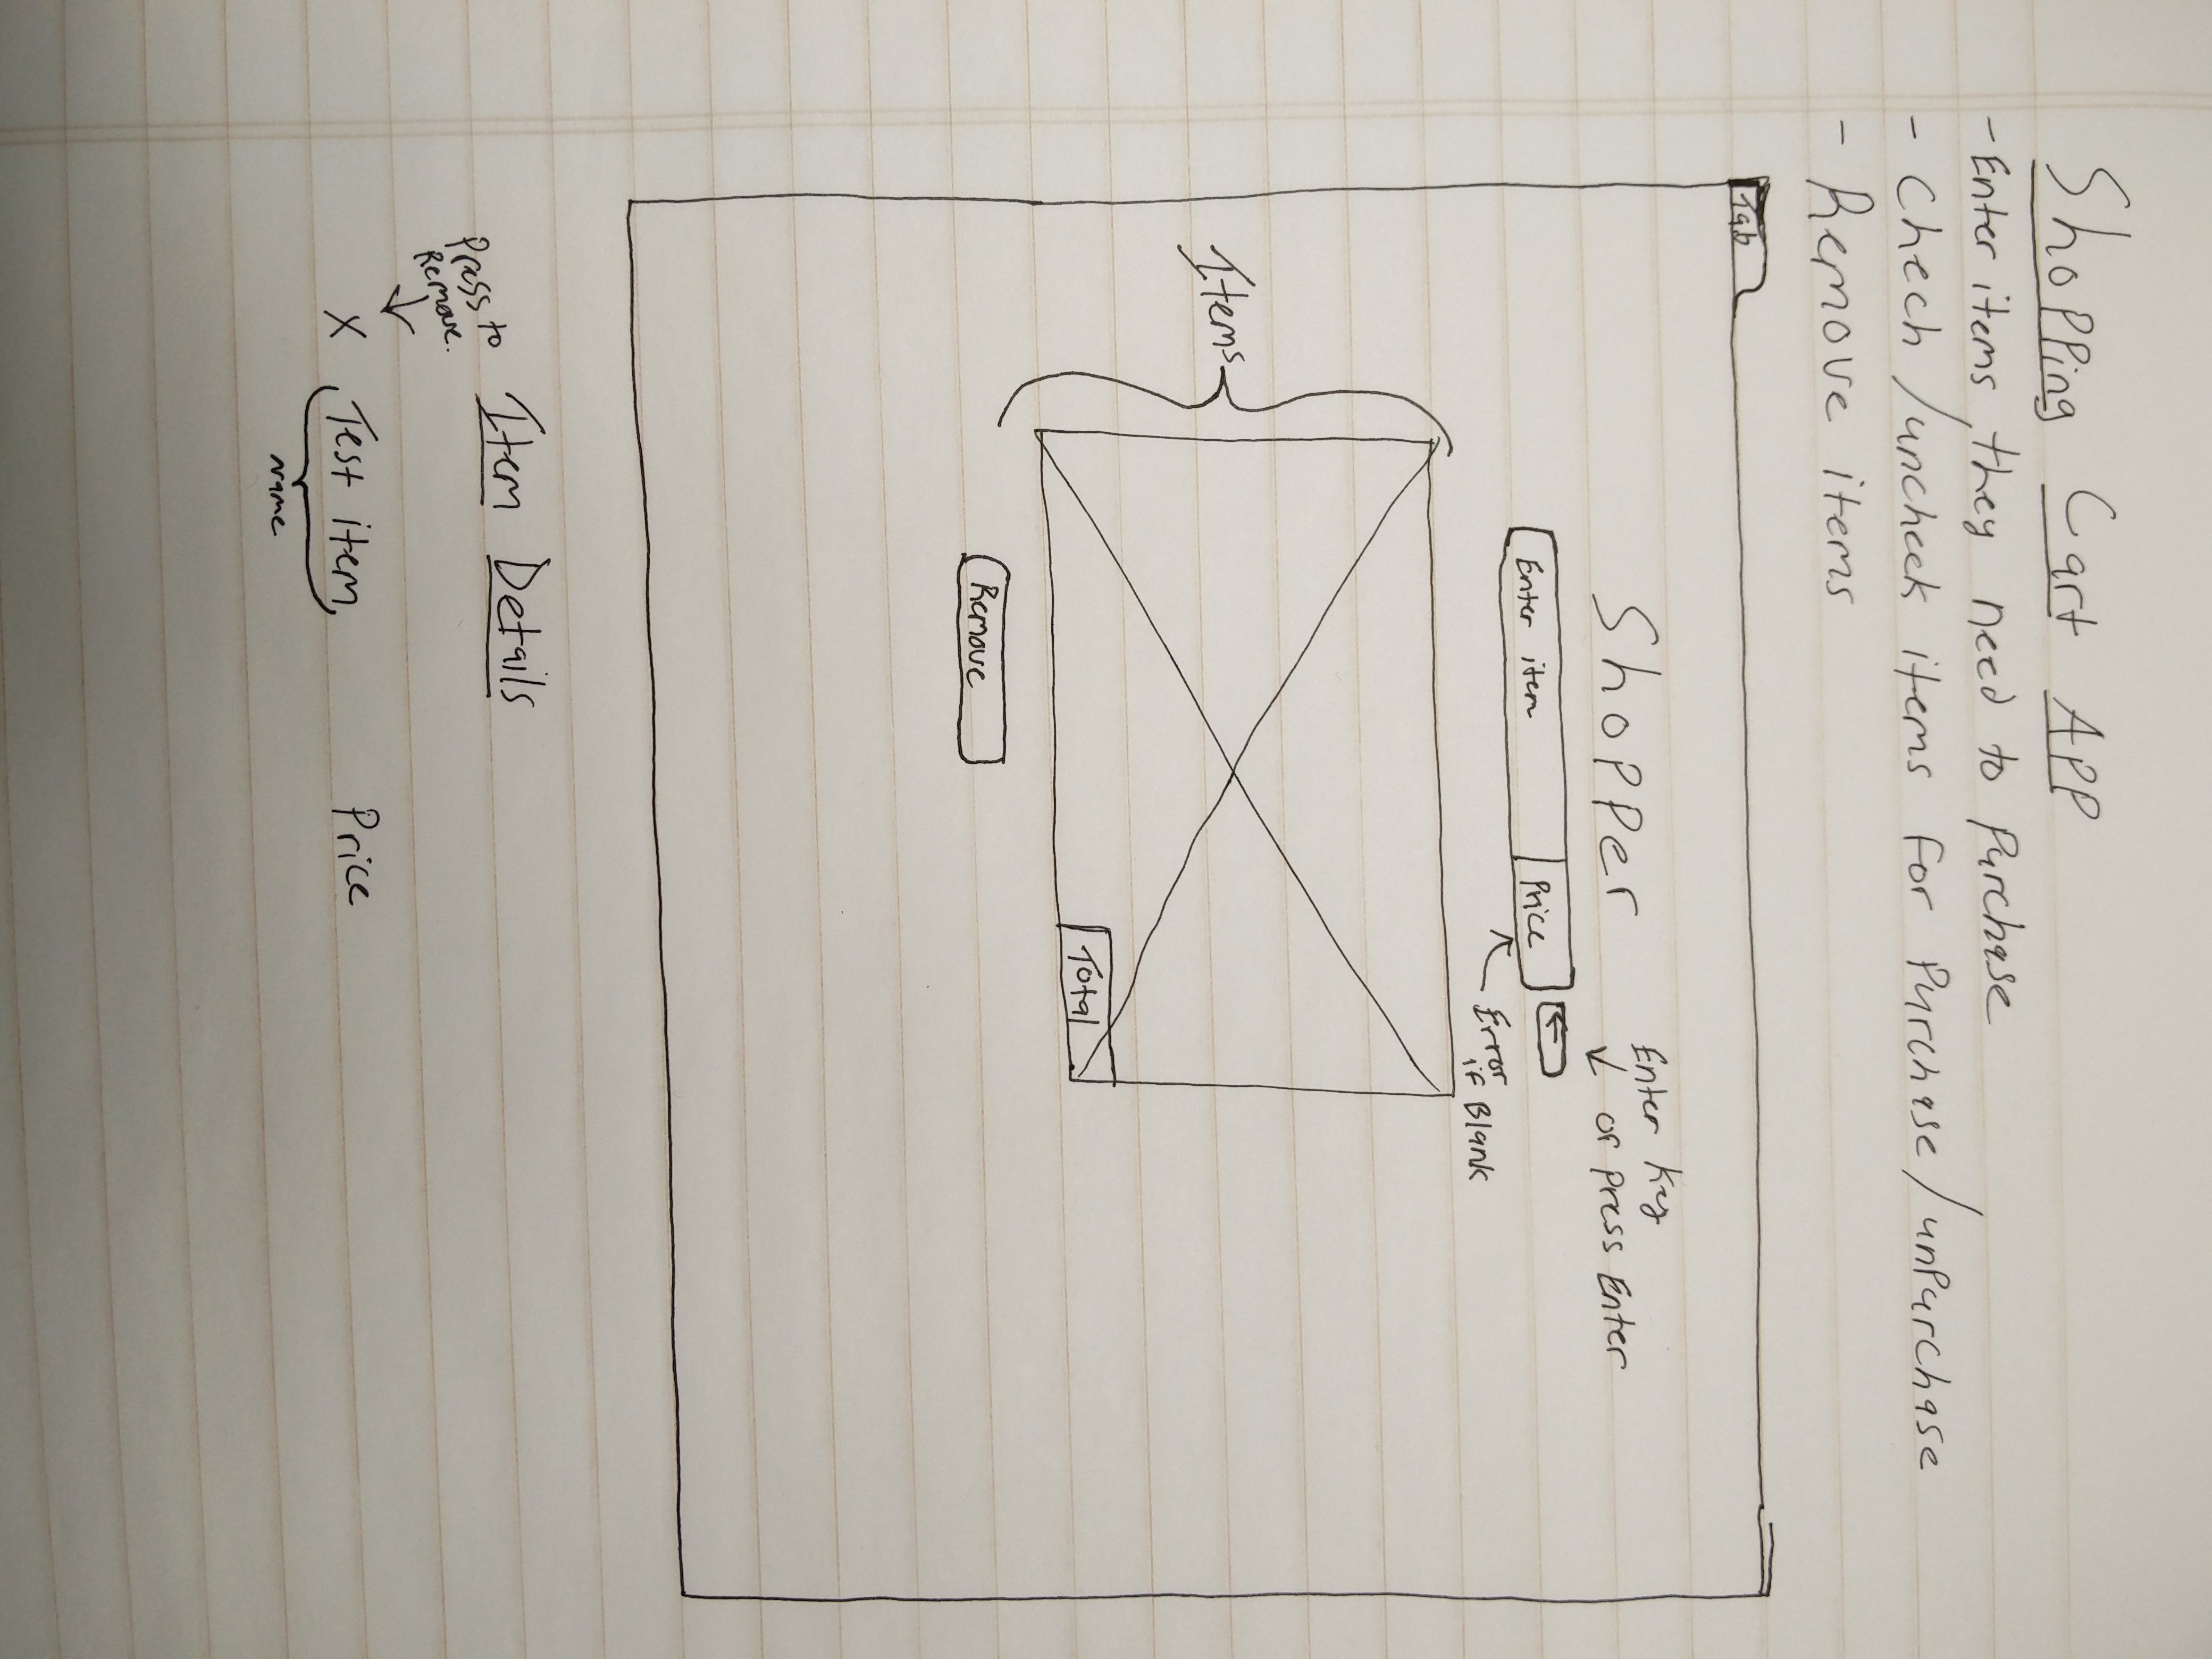 Shopping Cart App
- Enter items they need to purchase
- Chech / uncheck items for Purchase / unpurchase
- Remove items
Tab
Shopper
Enter Key
or press Enter
Enter item Price ←
Error
if Blank
Items
Total
Remove
Item Details
Press to
Remove.
X Test item Price
name